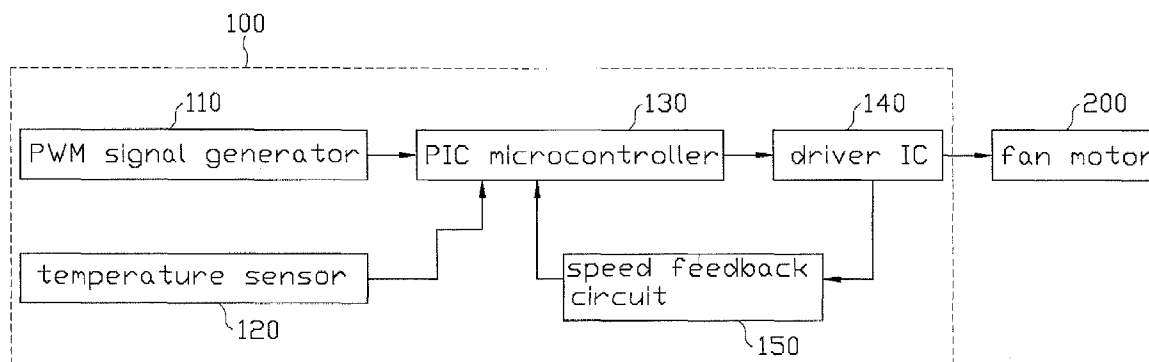 100
110
130
140
200
PWM signal generator
PIC microcontroller
driver IC
fan motor
temperature sensor
speed feedback
circuit
120
150